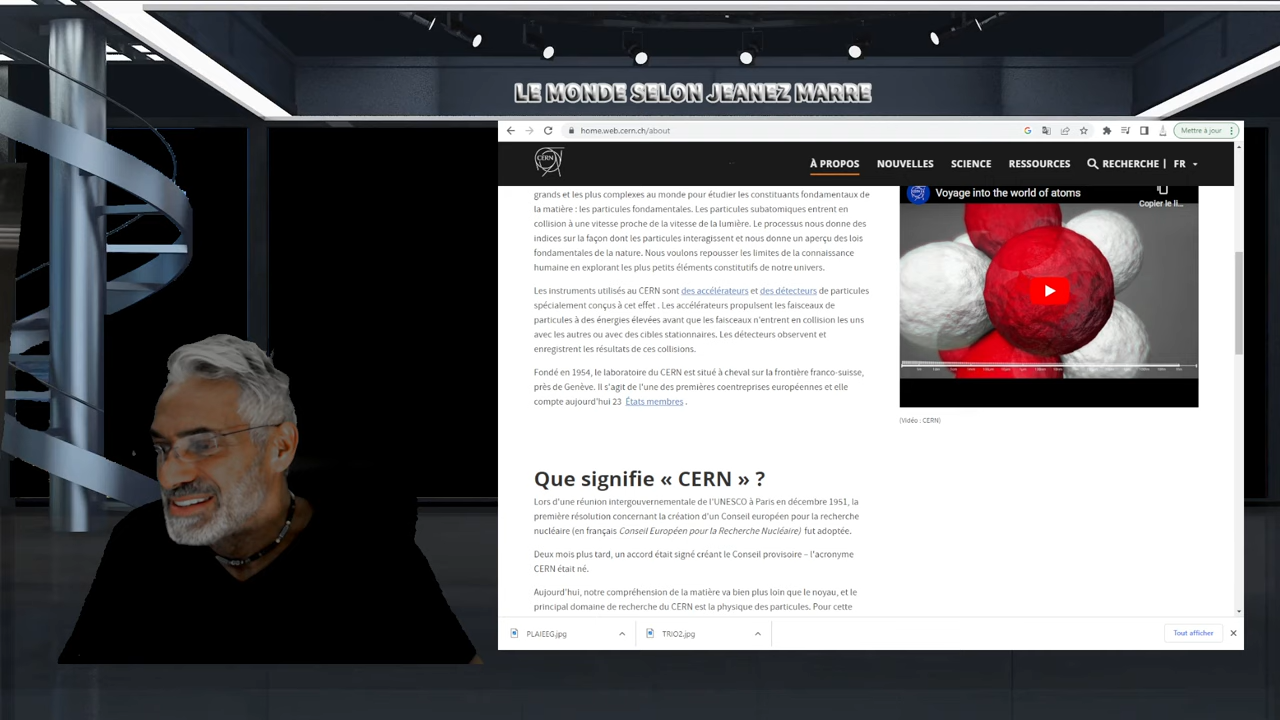 LE MONDE SELON JEANEZ MARRE
home.web.cern.ch/about
Mettre à jour
CERN
À PROPOS
NOUVELLES
SCIENCE
RESSOURCES
RECHERCHE |
FR
grands et les plus complexes au monde pour étudier les constituants fondamentaux de
la matière : les particules fondamentales. Les particules subatomiques entrent en
collision à une vitesse proche de la vitesse de la lumière. Le processus nous donne des
indices sur la façon dont les particules interagissent et nous donne un aperçu des lois
fondamentales de la nature. Nous voulons repousser les limites de la connaissance
humaine en explorant les plus petits éléments constitutifs de notre univers.
Les instruments utilisés au CERN sont des accélérateurs et des détecteurs de particules
spécialement conçus à cet effet . Les accélérateurs propulsent les faisceaux de
particules à des énergies élevées avant que les faisceaux n'entrent en collision les uns
avec les autres ou avec des cibles stationnaires. Les détecteurs observent et
enregistrent les résultats de ces collisions.
Fondé en 1954, le laboratoire du CERN est situé à cheval sur la frontière franco-suisse,
près de Genève. Il s'agit de l'une des premières coentreprises européennes et elle
compte aujourd'hui 23 États membres .
Voyage into the world of atoms
Copier le li...
(Vidéo : CERN)
Que signifie « CERN » ?
Lors d'une réunion intergouvernementale de l'UNESCO à Paris en décembre 1951, la
première résolution concernant la création d'un Conseil européen pour la recherche
nucléaire (en français Conseil Européen pour la Recherche Nucléaire) fut adoptée.
Deux mois plus tard, un accord était signé créant le Conseil provisoire – l'acronyme
CERN était né.
Aujourd'hui, notre compréhension de la matière va bien plus loin que le noyau, et le
principal domaine de recherche du CERN est la physique des particules. Pour cette
PLAIEEG.jpg
TRIO2.jpg
Tout afficher